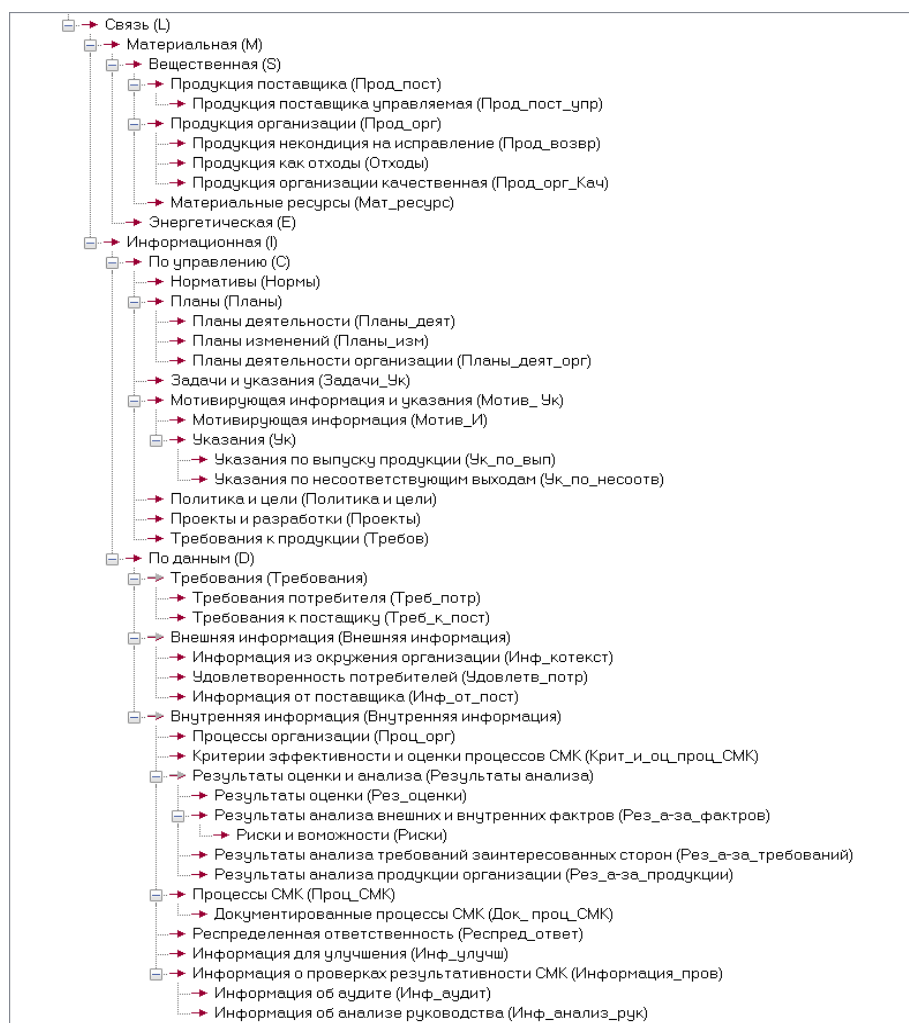 Связь (L)
Материальная (M)
Вещественная (S)
Продукция поставщика (Прод_пост)
Продукция поставщика управляемая (Прод_пост_упр)
Продукция организации (Прод_орг)
Продукция некондиция на исправление (Прод_возвр)
Продукция как отходы (Отходы)
Продукция организации качественная (Прод_орг_Кач)
Материальные ресурсы (Мат_ресурс)
Энергетическая (E)
Информационная (I)
По управлению (C)
Нормативы (Нормы)
Планы (Планы)
Планы деятельности (Планы_деят)
Планы изменений (Планы_изм)
Планы деятельности организации (Планы_деят_орг)
Задачи и указания (Задачи_Ук)
Мотивирующая информация и указания (Мотив_ Ук)
Мотивирующая информация (Мотив_И)
Указания (Ук)
Указания по выпуску продукции (Ук_по_вып)
Указания по несоответствующим выходам (Ук_по_несоотв)
Политика и цели (Политика и цели)
Проекты и разработки (Проекты)
Требования к продукции (Требов)
По данным (D)
Требования (Требования)
Требования потребителя (Треб_потр)
Требования к постащику (Треб_к_пост)
Внешняя информация (Внешняя информация)
Информация из окружения организации (Инф_котекст)
Удовлетворенность потребителей (Удовлетв_потр)
Информация от поставщика (Инф_от_пост)
Внутренняя информация (Внутренняя информация)
Процессы организации (Проц_орг)
Критерии эффективности и оценки процессов СМК (Крит_и_оц_проц_СМК)
Результаты оценки и анализа (Результаты анализа)
Результаты оценки (Рез_оценки)
Результаты анализа внешних и внутренних факторов (Рез_а-за_фактров)
Риски и воможности (Риски)
Результаты анализа требований заинтересованных сторон (Рез_а-за_требований)
Результаты анализа продукции организации (Рез_а-за_продукции)
Процессы СМК (Проц_СМК)
Документированные процессы СМК (Док_ проц_СМК)
Респределенная ответственность (Респред_ответ)
Информация для улучшения (Инф_улучш)
Информация о проверках результативности СМК (Информация_пров)
Информация об аудите (Инф_аудит)
Информация об анализе руководства (Инф_анализ_рук)